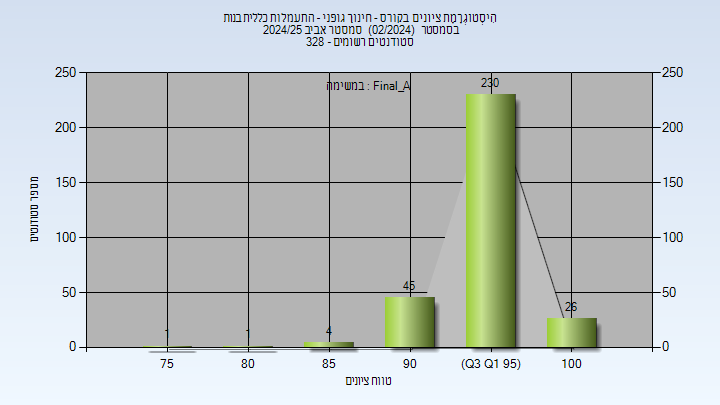 הִיסְטוֹגְרָמַת ציונים בקורס - חינוך גופני - התעמלות כללית בנות
בסמסטר (02/2024) סמסטר אביב 2024/25
סטודנטים רשומים - 328
במשימה : Final_A
250 250
200 200
150 150
100 100
50 50
0 0
מספר סטודנטים
1 1 4 45 230 26
75 80 85 90 (Q3 Q1 95) 100
טווח ציונים